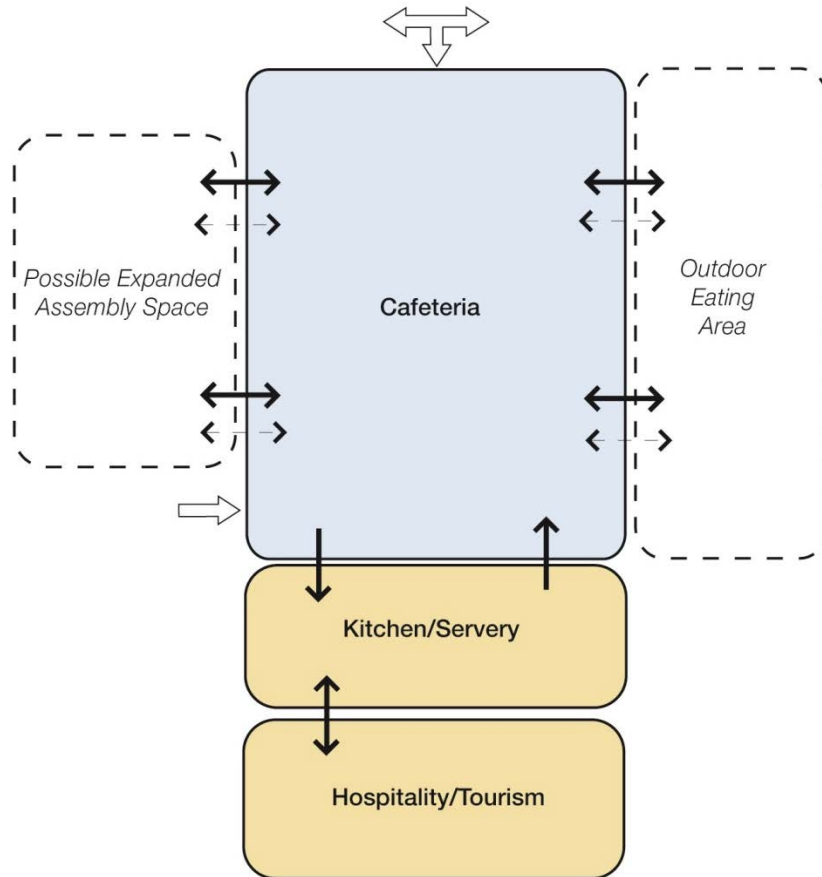 Possible Expanded
Assembly Space
Cafeteria
Outdoor
Eating
Area
Kitchen/Servery
Hospitality/Tourism